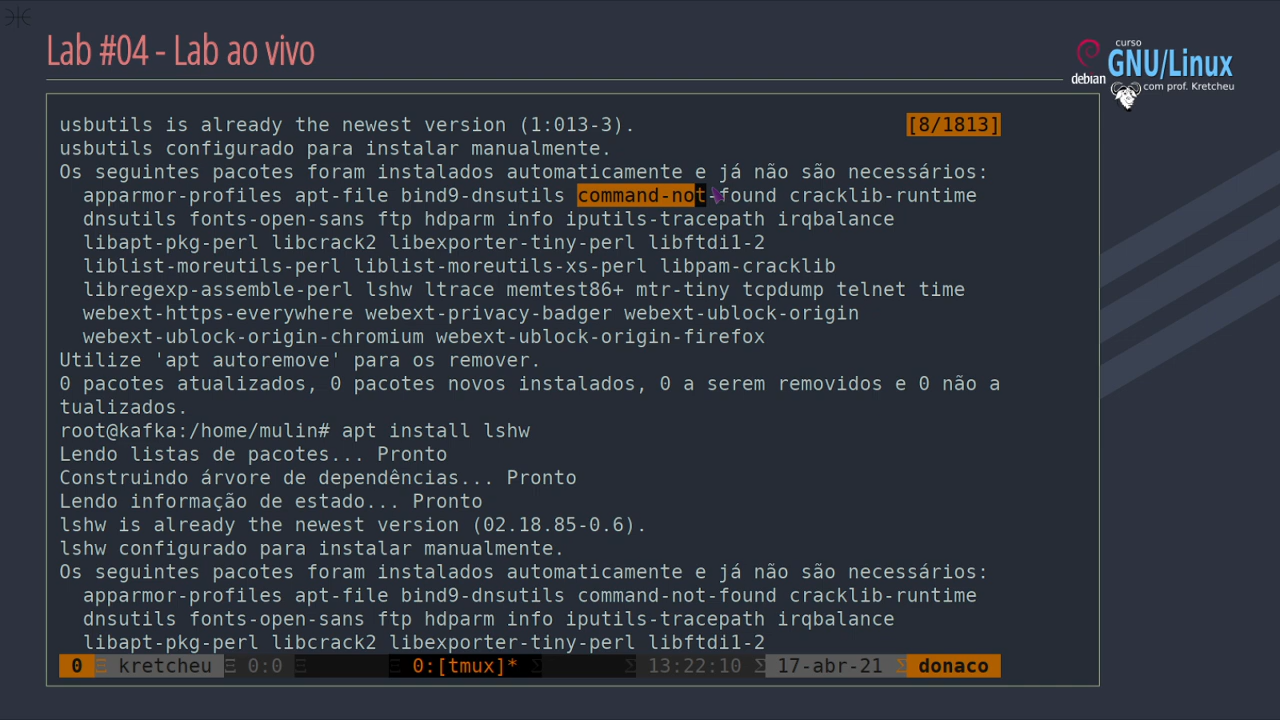 Lab #04 - Lab ao vivo
curso
GNU/Linux
debian
com prof. Kretcheu
usbutils is already the newest version (1:013-3). [8/1813]
usbutils configurado para instalar manualmente.
Os seguintes pacotes foram instalados automaticamente e já não são necessários:
apparmor-profiles apt-file bind9-dnsutils command-not-found cracklib-runtime
dnsutils fonts-open-sans ftp hdparm info iputils-tracepath irqbalance
libapt-pkg-perl libcrack2 libexporter-tiny-perl libftdi1-2
liblist-moreutils-perl liblist-moreutils-xs-perl libpam-cracklib
libregexp-assemble-perl lshw ltrace memtest86+ mtr-tiny tcpdump telnet time
webext-https-everywhere webext-privacy-badger webext-ublock-origin
webext-ublock-origin-chromium webext-ublock-origin-firefox
Utilize 'apt autoremove' para os remover.
0 pacotes atualizados, 0 pacotes novos instalados, 0 a serem removidos e 0 não a
tualizados.
root@kafka:/home/mulin# apt install lshw
Lendo listas de pacotes... Pronto
Construindo árvore de dependências... Pronto
Lendo informação de estado... Pronto
lshw is already the newest version (02.18.85-0.6).
lshw configurado para instalar manualmente.
Os seguintes pacotes foram instalados automaticamente e já não são necessários:
apparmor-profiles apt-file bind9-dnsutils command-not-found cracklib-runtime
dnsutils fonts-open-sans ftp hdparm info iputils-tracepath irqbalance
libapt-pkg-perl libcrack2 libexporter-tiny-perl libftdi1-2
0 Ξ kretcheu Ξ 0:0 Ξ Ξ 0:[tmux]* Σ Σ 13:22:10 Σ 17-abr-21 Σ donaco